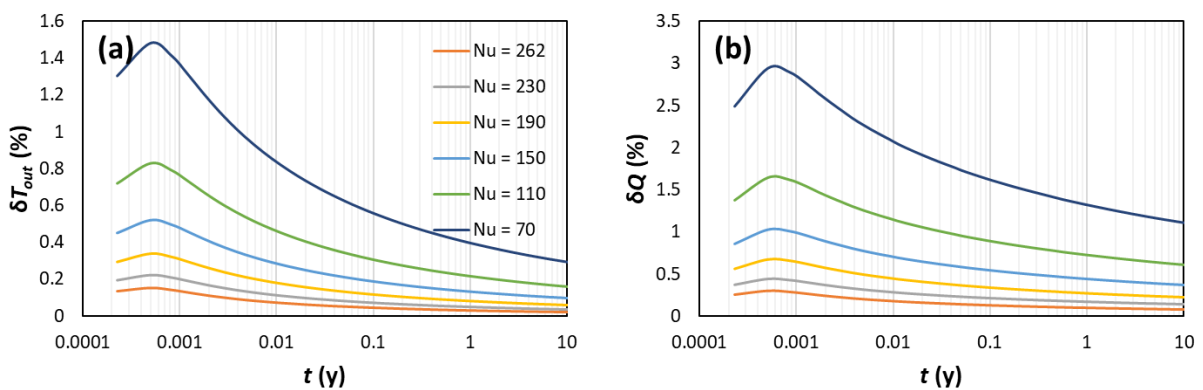 (a)
1.6
1.4
1.2
1
0.8
0.6
0.4
0.2
0
δT_out (%)
0.0001 0.001 0.01 0.1 1 10
t (y)
Nu = 262
Nu = 230
Nu = 190
Nu = 150
Nu = 110
Nu = 70
(b)
3.5
3
2.5
2
1.5
1
0.5
0
δQ (%)
0.0001 0.001 0.01 0.1 1 10
t (y)